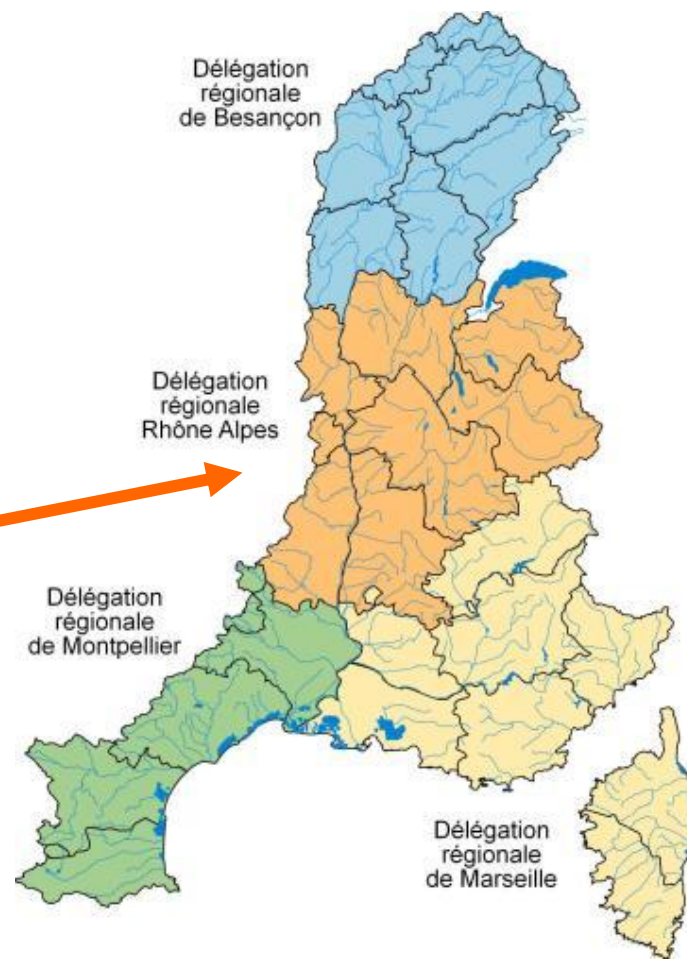 Délégation
régionale
de Besançon
Délégation
régionale
Rhône Alpes
Délégation
régionale
de Montpellier
Délégation
régionale
de Marseille